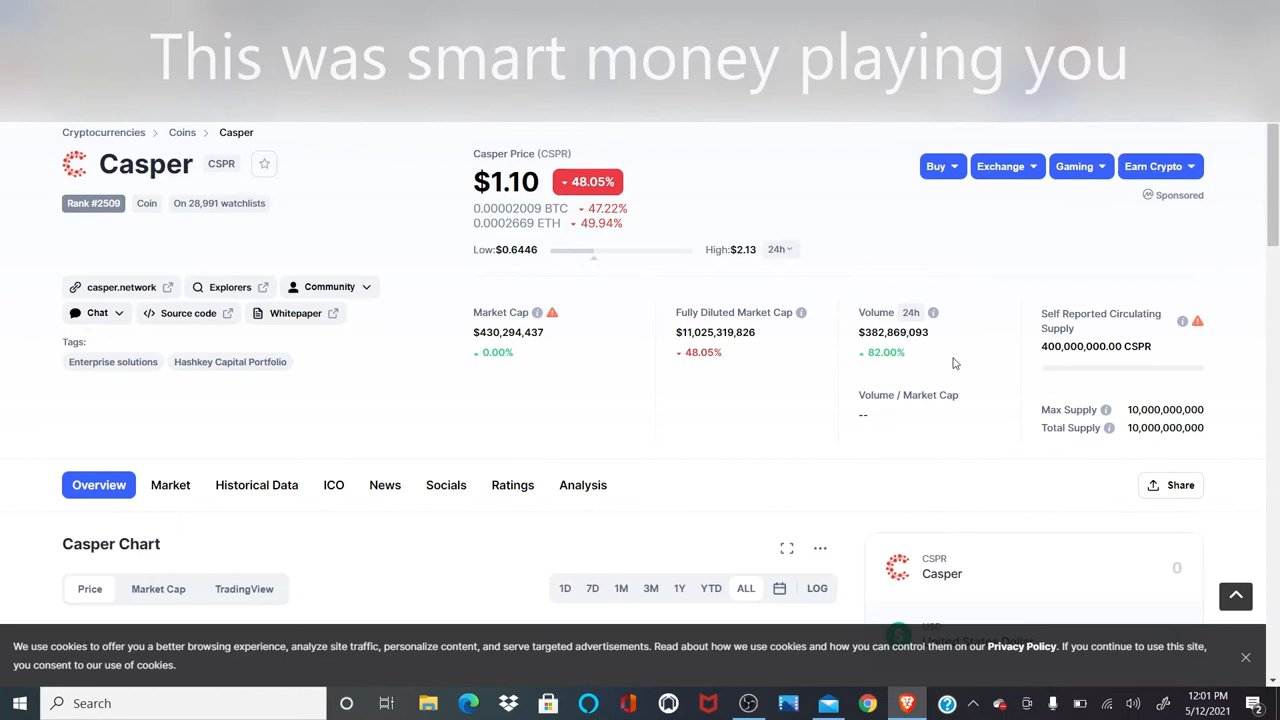 This was smart money playing you
Cryptocurrencies > Coins > Casper
Casper CSPR
Rank #2509 Coin On 28,991 watchlists
casper.network Explorers Community
Chat Source code Whitepaper
Tags:
Enterprise solutions Hashkey Capital Portfolio
Casper Price (CSPR)
$1.10 48.05%
0.00002009 BTC 47.22%
0.0002669 ETH 49.94%
Low:$0.6446 High:$2.13 24h
Buy Exchange Gaming Earn Crypto
Sponsored
Market Cap
$430,294,437
0.00%
Fully Diluted Market Cap
$11,025,319,826
48.05%
Volume 24h
$382,869,093
82.00%
Volume / Market Cap
--
Self Reported Circulating
Supply
400,000,000.00 CSPR
Max Supply 10,000,000,000
Total Supply 10,000,000,000
Overview Market Historical Data ICO News Socials Ratings Analysis
Share
Casper Chart
Price Market Cap TradingView
1D 7D 1M 3M 1Y YTD ALL LOG
CSPR
Casper 0
USD
United States Dollar
We use cookies to offer you a better browsing experience, analyze site traffic, personalize content, and serve targeted advertisements. Read about how we use cookies and how you can control them on our Privacy Policy. If you continue to use this site,
you consent to our use of cookies.
Search
12:01 PM
5/12/2021
2